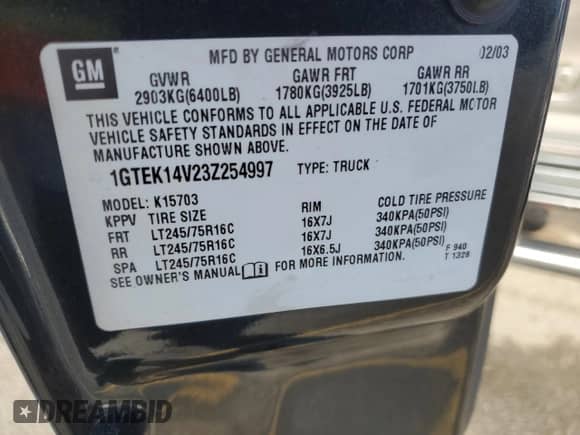 GM
MFD BY GENERAL MOTORS CORP 02/03
GVWR GAWR FRT GAWR RR
2903KG(6400LB) 1780KG(3925LB) 1701KG(3750LB)
THIS VEHICLE CONFORMS TO ALL APPLICABLE U.S. FEDERAL MOTOR
VEHICLE SAFETY STANDARDS IN EFFECT ON THE DATE OF
MANUFACTURE SHOWN ABOVE.
1GTEK14V23Z254997 TYPE: TRUCK
MODEL: K15703
KPPV TIRE SIZE RIM COLD TIRE PRESSURE
FRT LT245/75R16C 16X7J 340KPA(50PSI)
RR LT245/75R16C 16X7J 340KPA(50PSI)
SPA LT245/75R16C 16X6.5J 340KPA(50PSI)
SEE OWNER'S MANUAL FOR MORE INFORMATION.
F 940
T 1328
DREAMBID